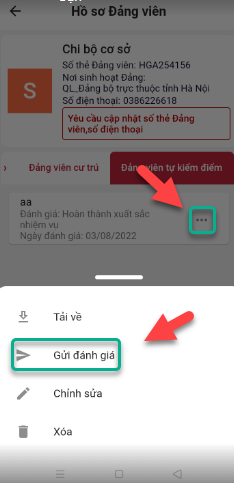 Hồ sơ Đảng viên
Chi bộ cơ sở
Số thẻ Đảng viên: HGA254156
Nơi sinh hoạt Đảng:
QL_Đảng bộ trực thuộc tỉnh Hà Nội
Số điện thoại: 0386226618
Yêu cầu cập nhật số thẻ Đảng
viên,số điện thoại
S
Đảng viên cư trú
Đảng viên tự kiểm điểm
aa
Đánh giá: Hoàn thành xuất sắc
nhiệm vụ
Ngày đánh giá: 03/08/2022
Tải về
Gửi đánh giá
Chỉnh sửa
Xóa